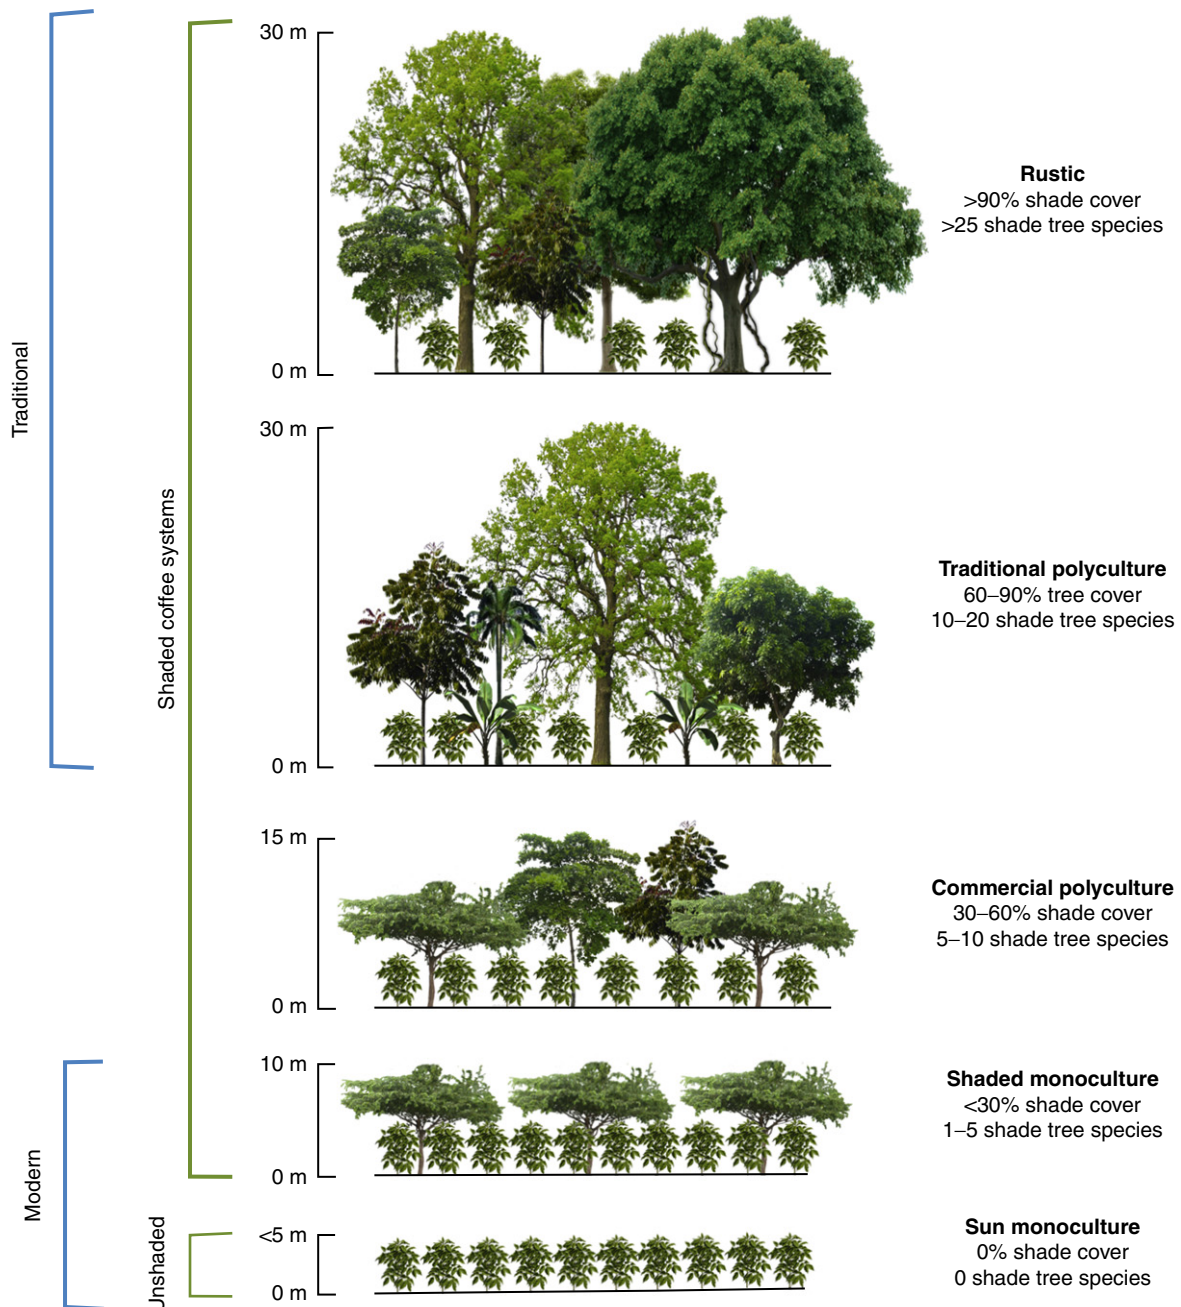 30 m
Rustic
>90% shade cover
>25 shade tree species
0 m
Traditional
30 m
Shaded coffee systems
Traditional polyculture
60–90% tree cover
10–20 shade tree species
0 m
15 m
Commercial polyculture
30–60% shade cover
5–10 shade tree species
0 m
10 m
Shaded monoculture
<30% shade cover
1–5 shade tree species
0 m
Modern
Unshaded
<5 m
Sun monoculture
0% shade cover
0 shade tree species
0 m